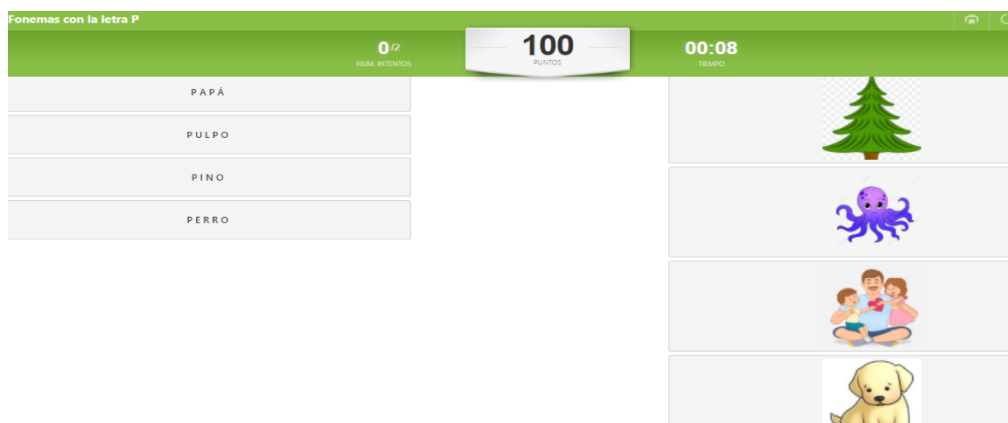 Fonemas con la letra P
0/2
NUM. INTENTOS
100
PUNTOS
00:08
TIEMPO
PAPÁ
PULPO
PINO
PERRO